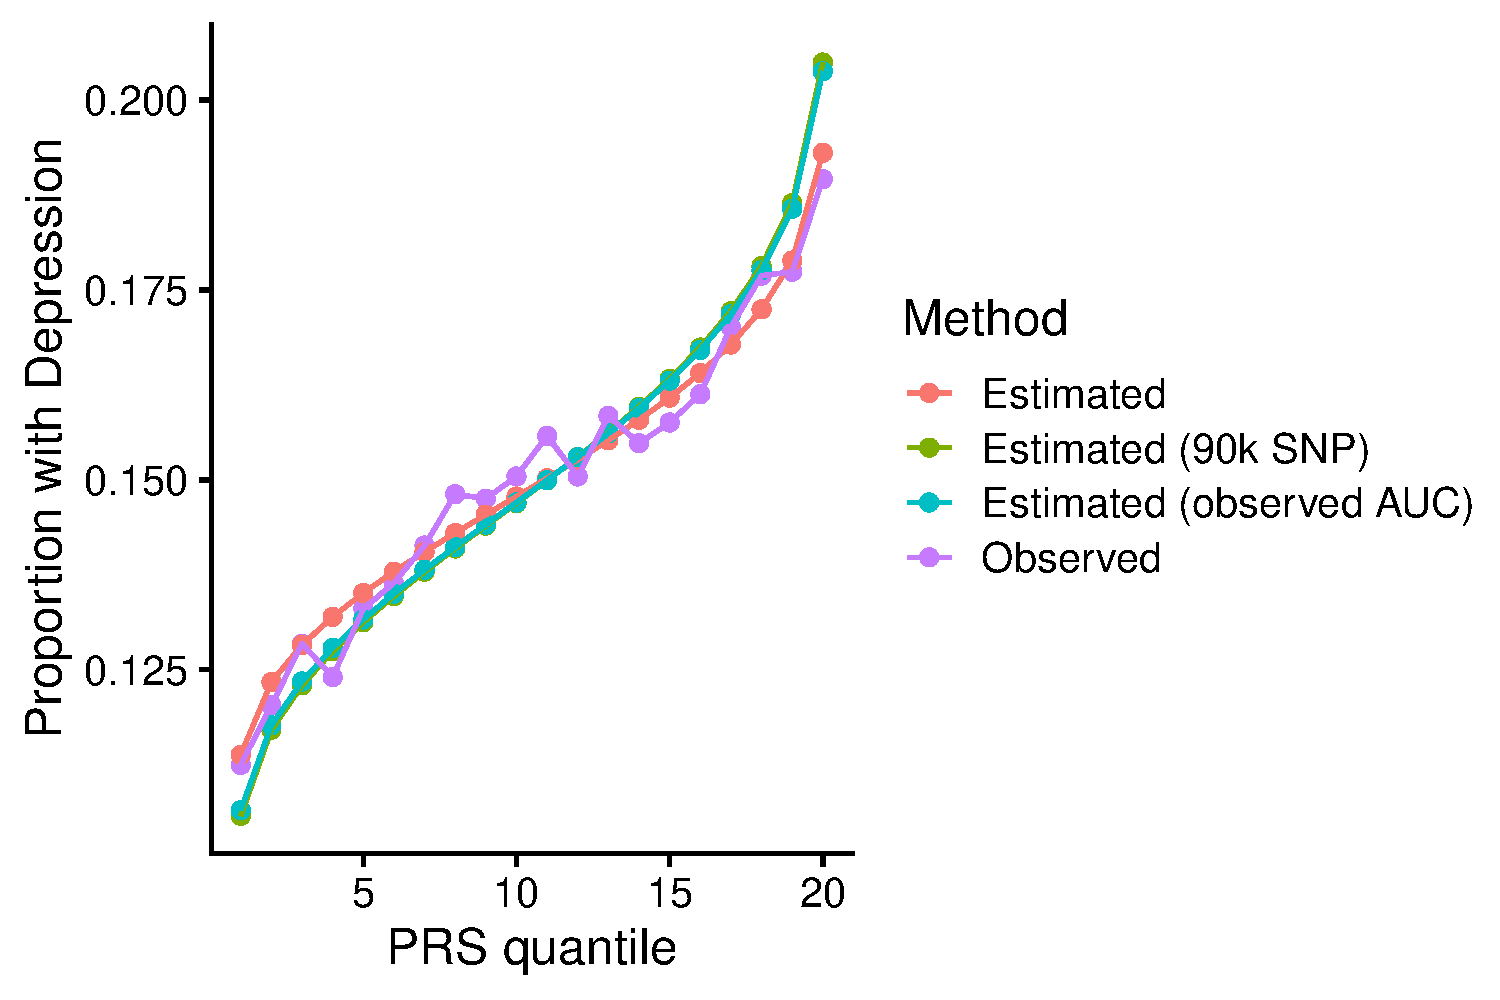 0.200
0.175
0.150
0.125
Proportion with Depression
5 10 15 20
PRS quantile
Method
Estimated
Estimated (90k SNP)
Estimated (observed AUC)
Observed